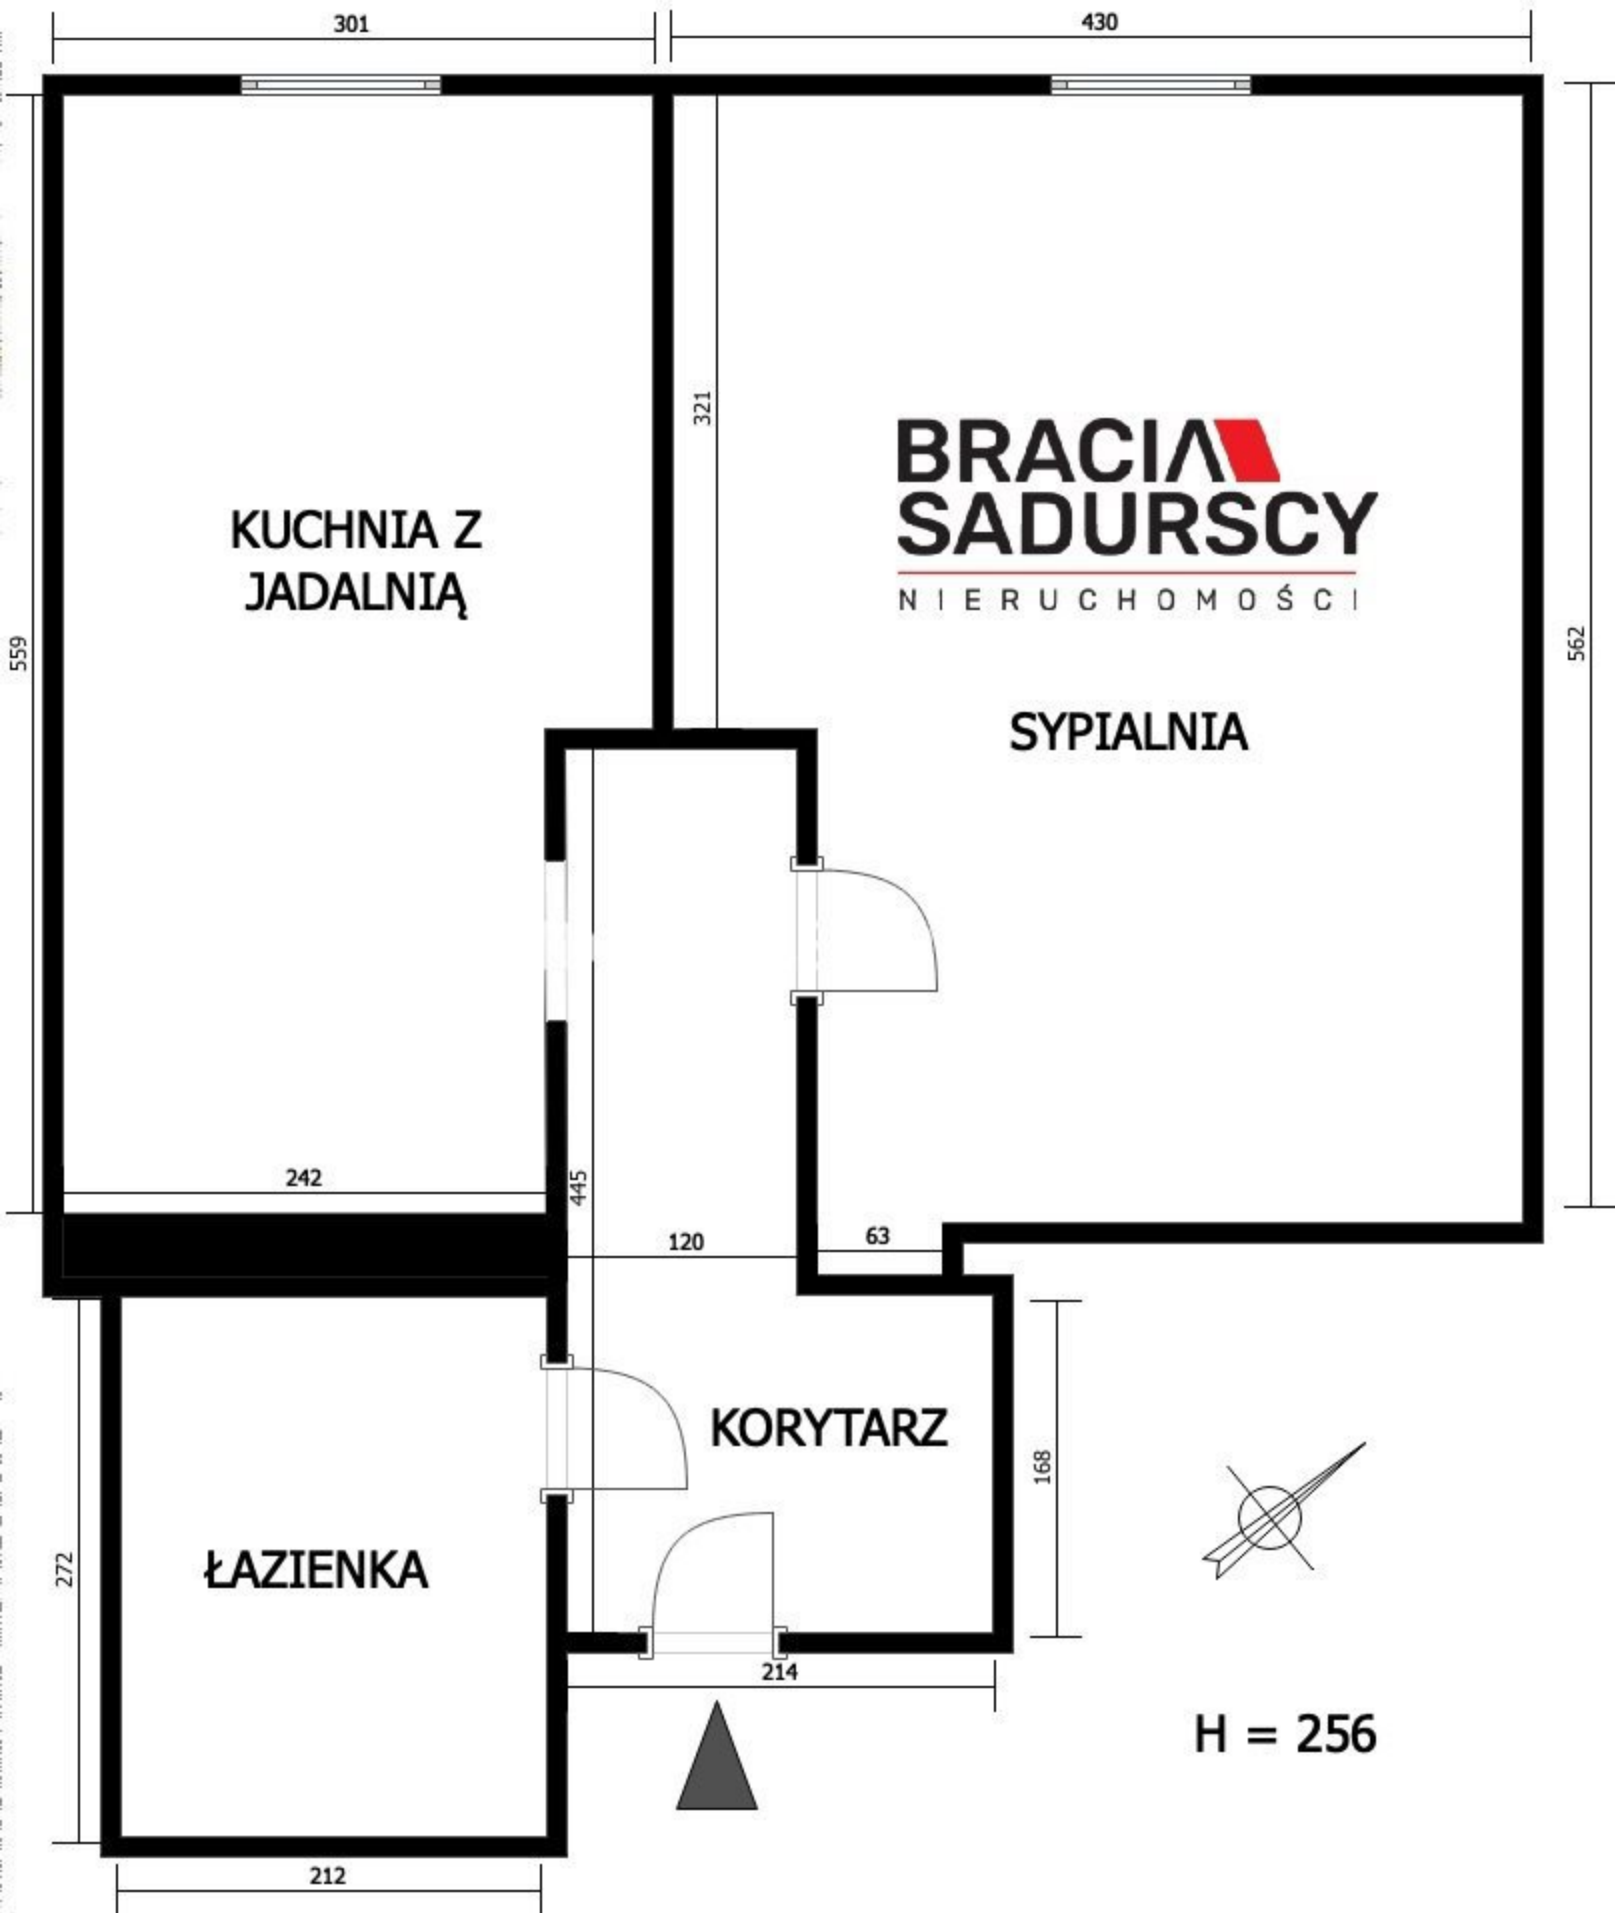 301
430
321
KUCHNIA Z
JADALNIĄ
BRACIA
SADURSCY
NIERUCHOMOŚCI
559
562
SYPIALNIA
242
445
120
63
KORYTARZ
168
ŁAZIENKA
272
214
H = 256
212